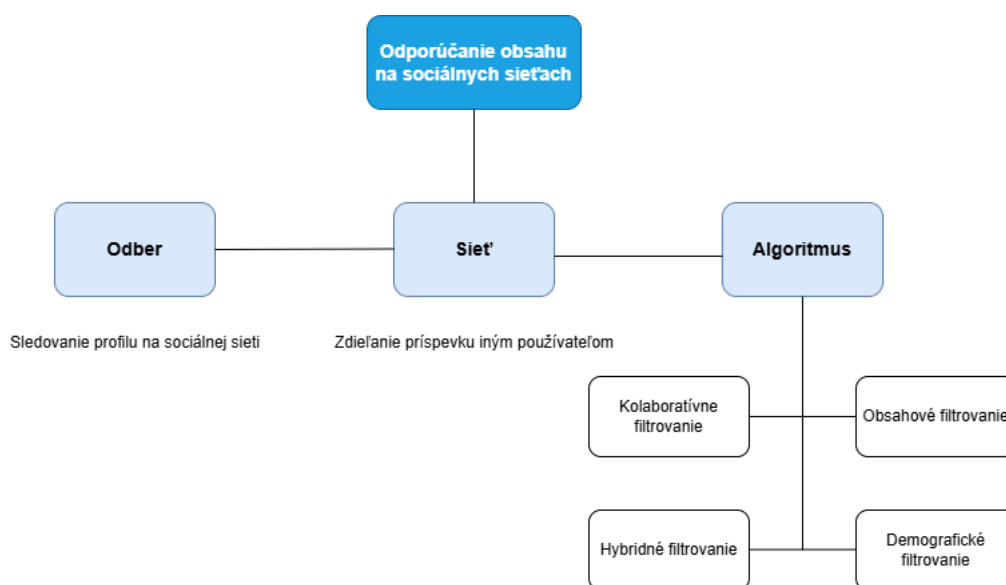 Odporúčanie obsahu
na sociálnych sieťach
Odber
Sieť
Algoritmus
Sledovanie profilu na sociálnej sieti
Zdieľanie príspevku iným používateľom
Kolaboratívne
filtrovanie
Obsahové filtrovanie
Hybridné filtrovanie
Demografické
filtrovanie